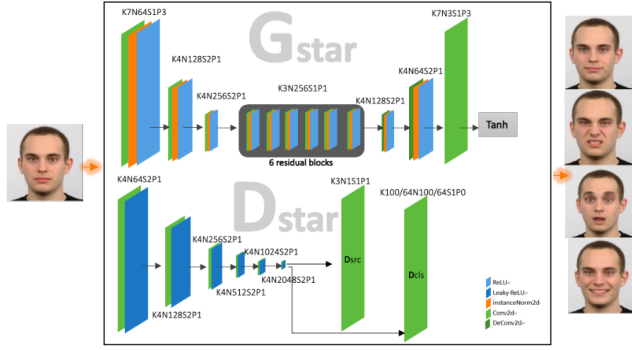 K7N64S1P3
K7N3S1P3
Gstar
K4N128S2P1
K4N64S2P1
K4N256S2P1
K3N256S1P1
K4N128S2P1
Tanh
6 residual blocks
K4N64S2P1
Dstar
K3N1S1P1
K100/64N100/64S1P0
K4N256S2P1
K4N1024S2P1
Dsrc
Dcls
K4N2048S2P1
K4N512S2P1
K4N128S2P1
ReLU
Leaky ReLU
instanceNorm2d
Conv2d
DeConv2d